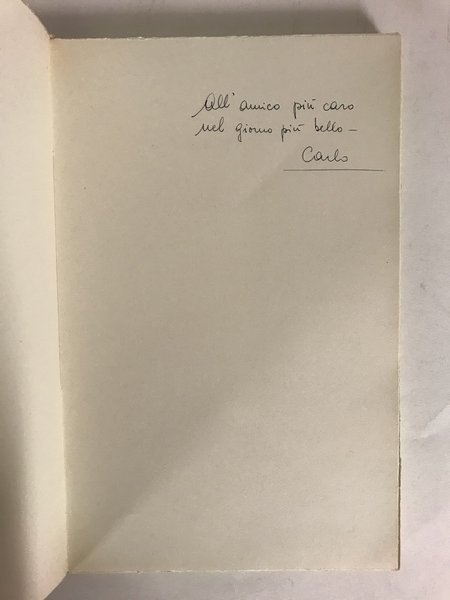 All'amico più caro
nel giorno più bello –
Carlo